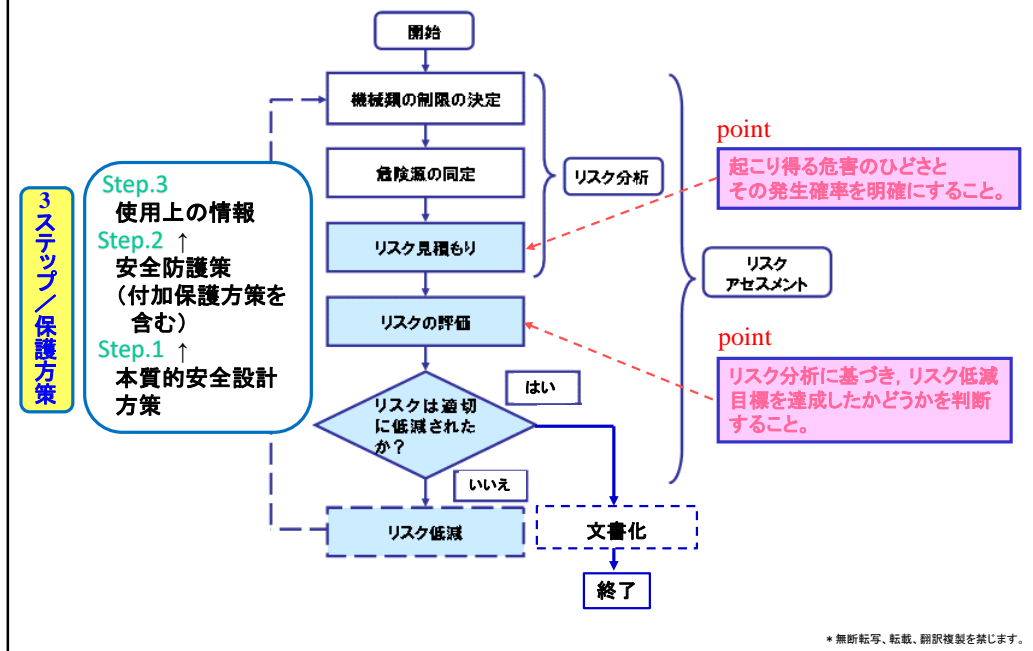 開始
機械類の制限の決定
危険源の同定
リスク見積もり
リスクの評価
リスクは適切
に低減された
か？
はい
いいえ
リスク低減
文書化
終了
リスク分析
リスク
アセスメント
point
起こり得る危害のひどさと
その発生確率を明確にすること。
point
リスク分析に基づき，リスク低減
目標を達成したかどうかを判断
すること。
3ステップ／保護方策
Step.3
使用上の情報
Step.2 ↑
安全防護策
（付加保護方策を
含む）
Step.1 ↑
本質的安全設計
方策
＊無断転写、転載、翻訳複製を禁じます。